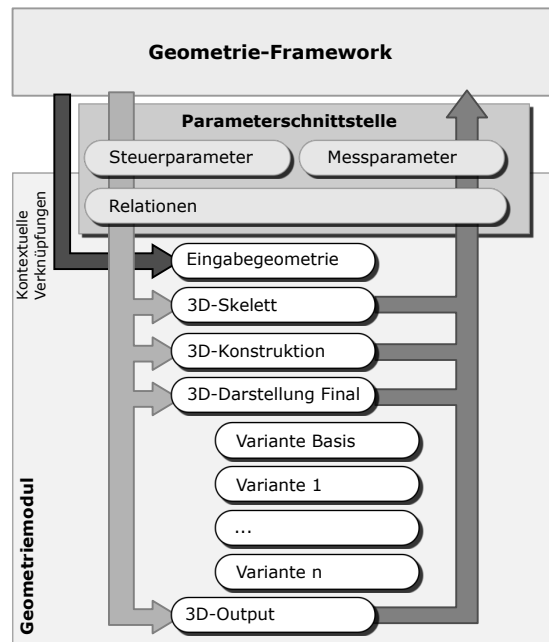 Geometrie-Framework
Parameterschnittstelle
Steuerparameter
Messparameter
Relationen
Kontextuelle
Verknüpfungen
Eingabegeometrie
3D-Skelett
3D-Konstruktion
3D-Darstellung Final
Variante Basis
Variante 1
...
Variante n
3D-Output
Geometriemodul